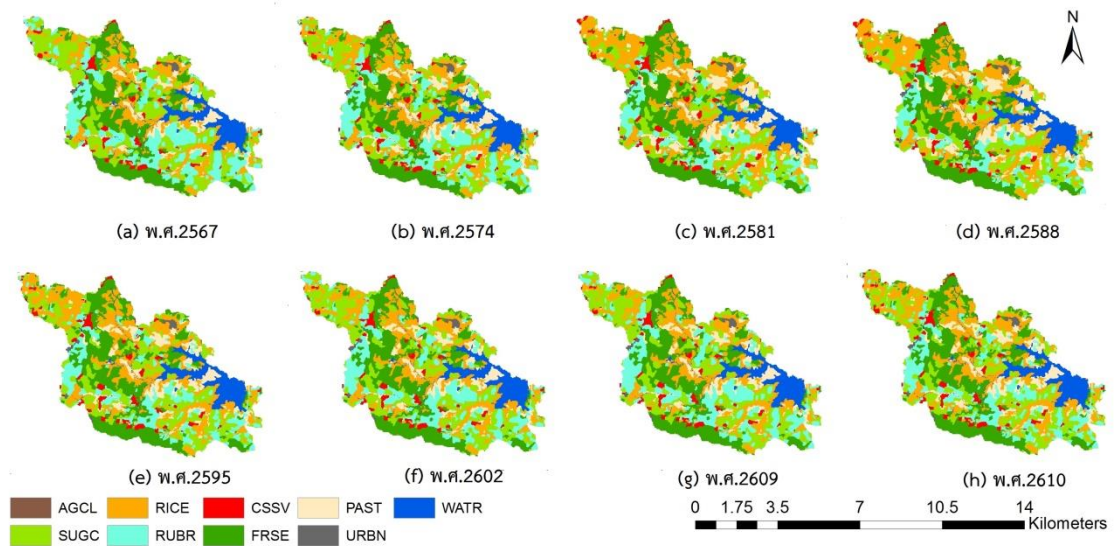 N
(a) พ.ศ.2567
(b) พ.ศ.2574
(c) พ.ศ.2581
(d) พ.ศ.2588
(e) พ.ศ.2595
(f) พ.ศ.2602
(g) พ.ศ.2609
(h) พ.ศ.2610
AGCL RICE CSSV PAST WATR
SUGC RUBR FRSE URBN
0 1.75 3.5 7 10.5 14
Kilometers